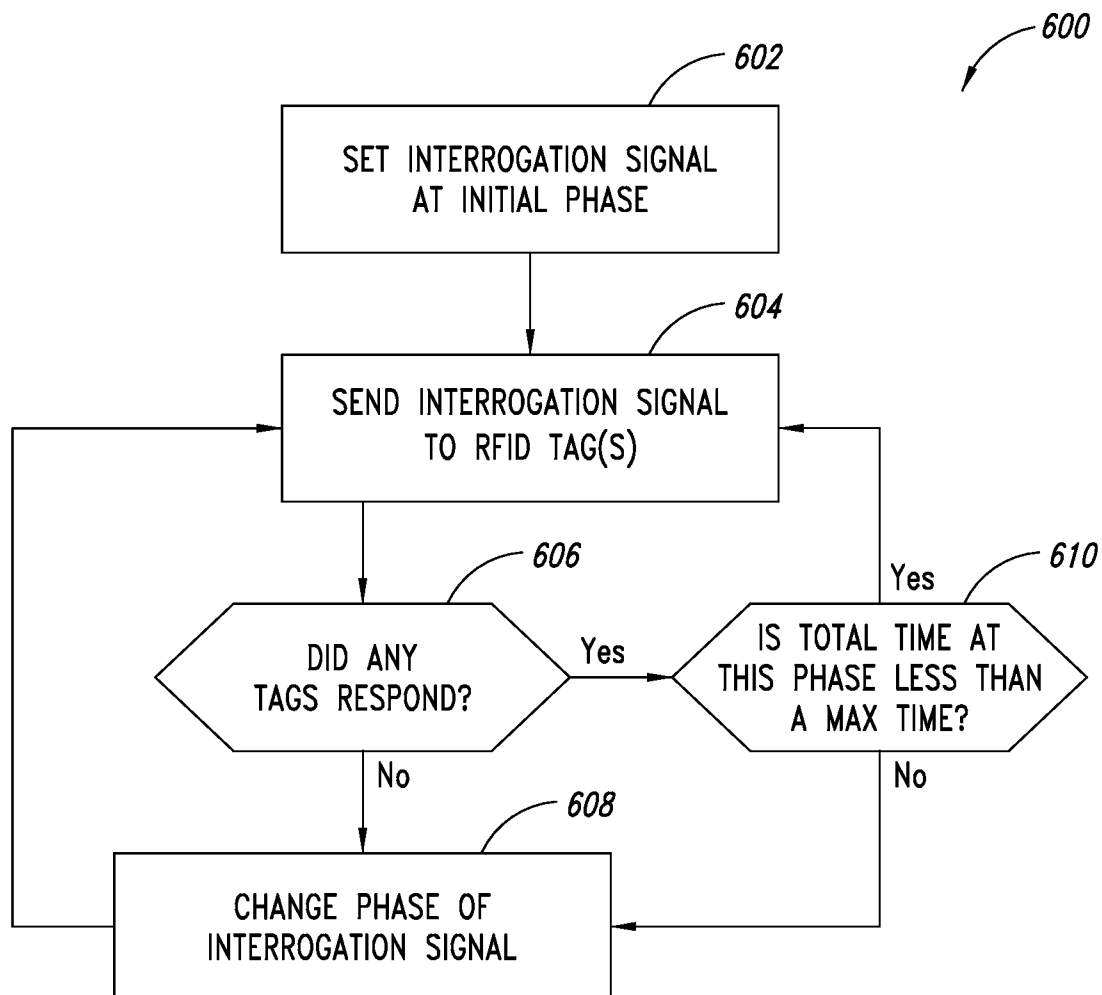 600
602
SET INTERROGATION SIGNAL
AT INITIAL PHASE
604
SEND INTERROGATION SIGNAL
TO RFID TAG(S)
606
DID ANY
TAGS RESPOND?
Yes
No
610
Yes
IS TOTAL TIME AT
THIS PHASE LESS THAN
A MAX TIME?
No
608
CHANGE PHASE OF
INTERROGATION SIGNAL